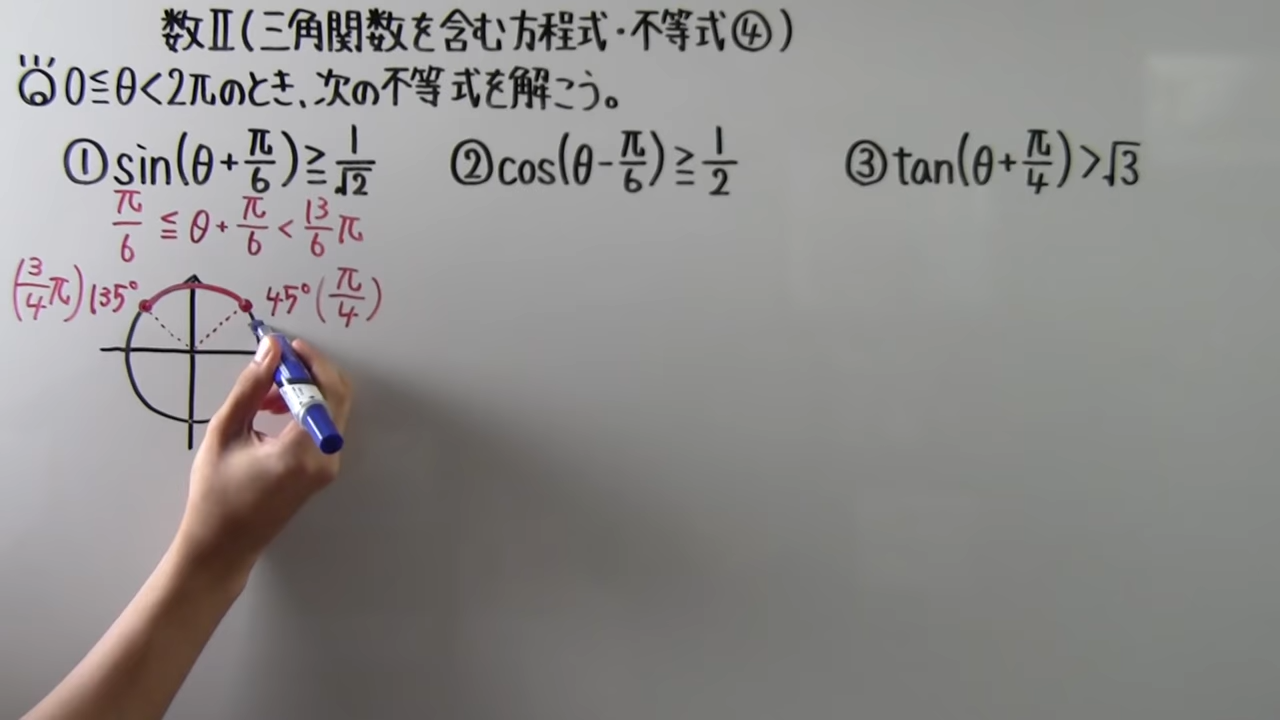 数Ⅱ(三角関数を含む方程式・不等式④)
0≦θ<2πのとき、次の不等式を解こう。
①sin(θ+π/6)≧1/√2
②cos(θ-π/6)≧1/2
③tan(θ+π/4)>√3
π/6≦θ+π/6<13/6π
(3/4π)135°
45°(π/4)